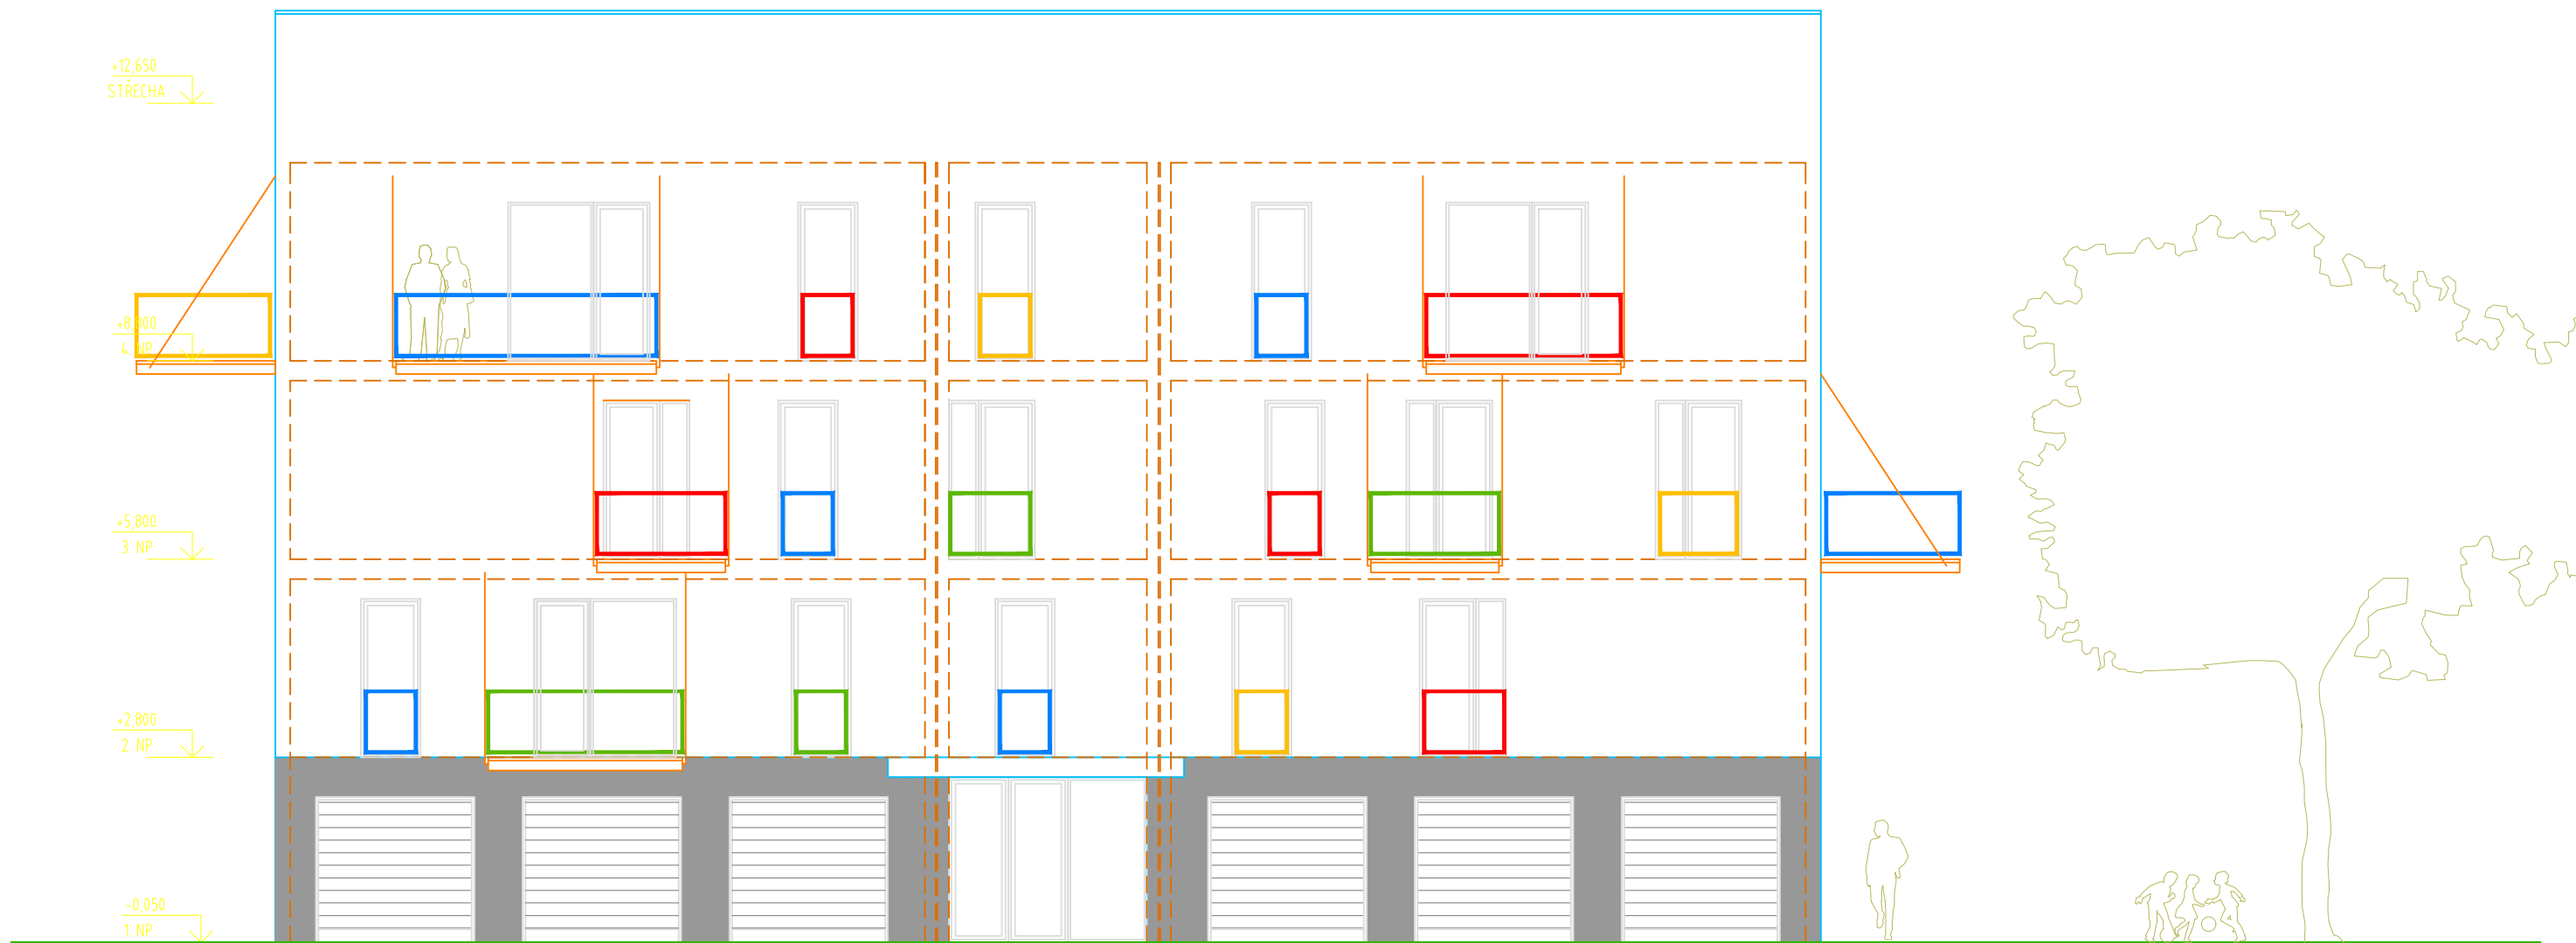 +12,650
STŘECHA
+8,800
4. NP
+5,800
3. NP
+2,800
2. NP
-0,050
1. NP